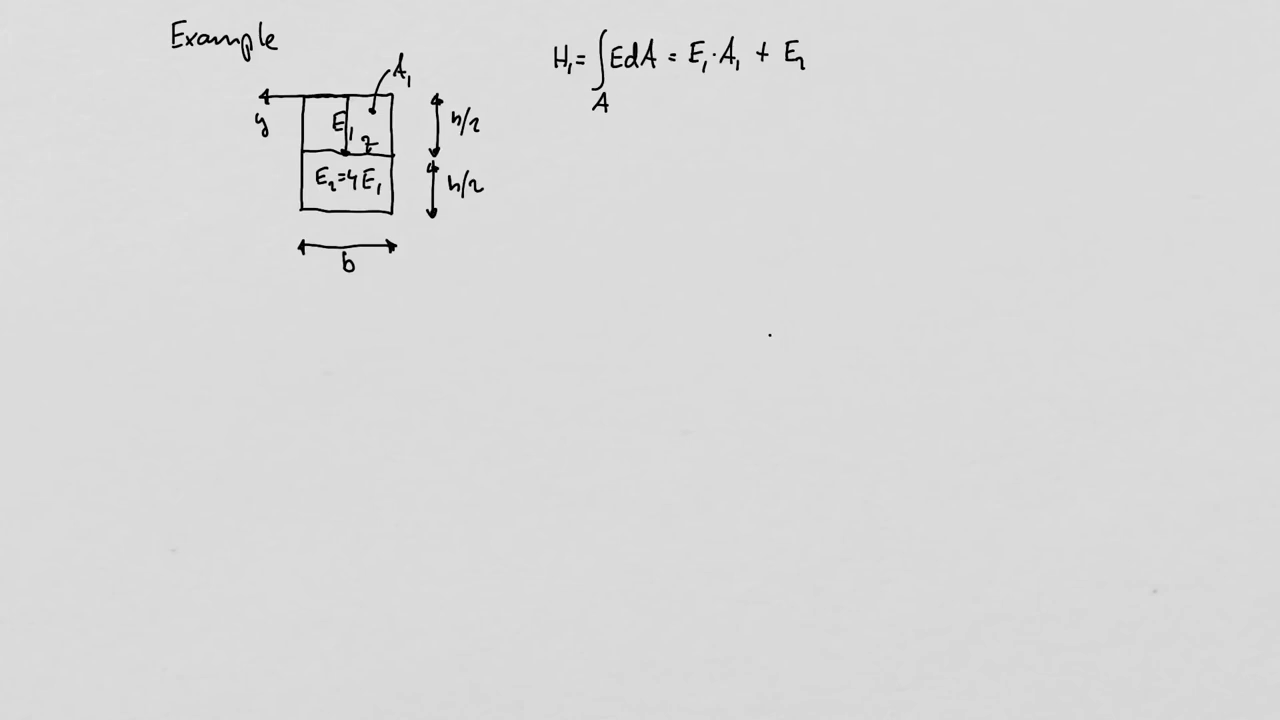 Example
H₁ = ∫ E dA = E₁·A₁ + E₂
A
A₁
y
E₁
z
h/2
E₂=4E₁
h/2
b